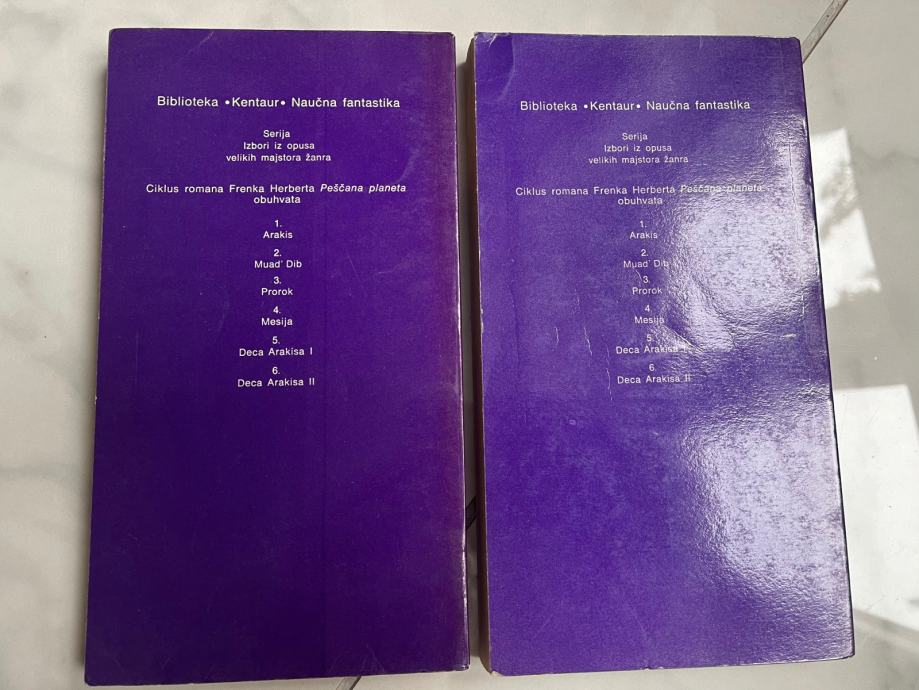 Biblioteka •Kentaur• Naučna fantastika
Serija
Izbori iz opusa
velikih majstora žanra
Ciklus romana Frenka Herberta Peščana planeta
obuhvata
1.
Arakis
2.
Muad' Dib
3.
Prorok
4.
Mesija
5.
Deca Arakisa I
6.
Deca Arakisa II
Biblioteka •Kentaur• Naučna fantastika
Serija
Izbori iz opusa
velikih majstora žanra
Ciklus romana Frenka Herberta Peščana planeta
obuhvata
1.
Arakis
2.
Muad' Dib
3.
Prorok
4.
Mesija
5.
Deca Arakisa I
6.
Deca Arakisa II